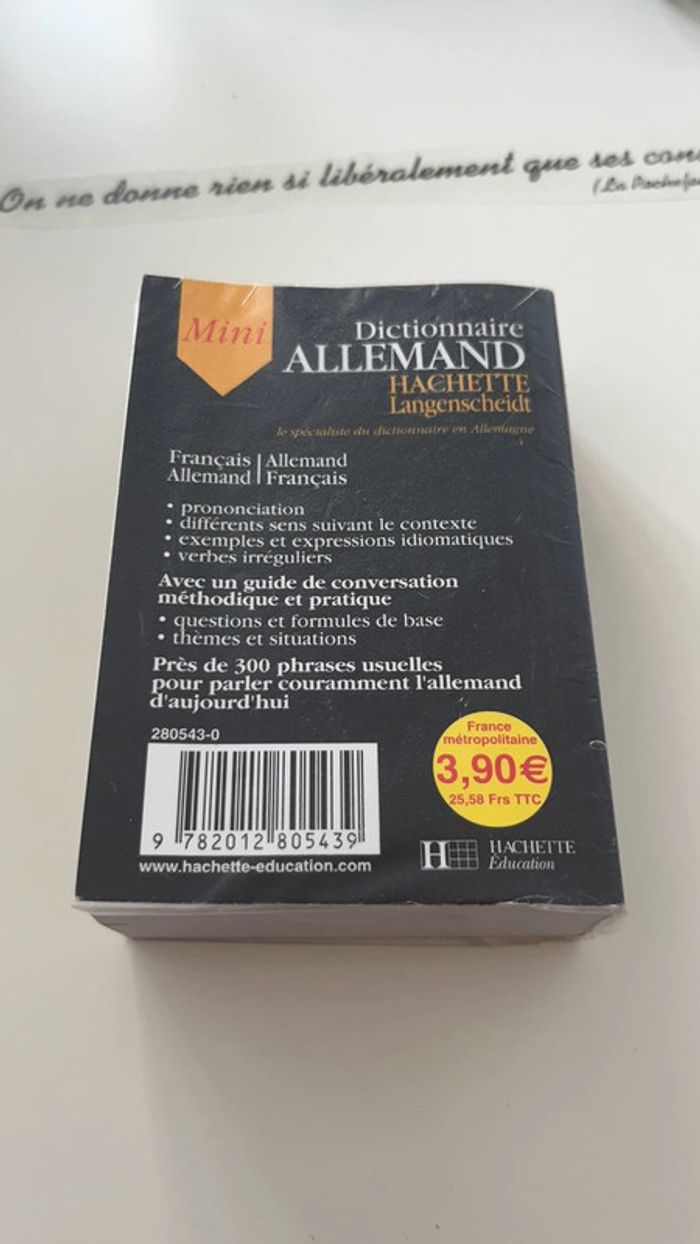 On ne donne rien si libéralement que ses
Mini
Dictionnaire
ALLEMAND
HACHETTE
Langenscheidt
le spécialiste du dictionnaire en Allemagne
Français | Allemand
Allemand | Français
• prononciation
• différents sens suivant le contexte
• exemples et expressions idiomatiques
• verbes irréguliers
Avec un guide de conversation
méthodique et pratique
• questions et formules de base
• thèmes et situations
Près de 300 phrases usuelles
pour parler couramment l'allemand
d'aujourd'hui
280543-0
9 782012 805439
www.hachette-education.com
France
métropolitaine
3,90€
25,58 Frs TTC
H HACHETTE
Éducation